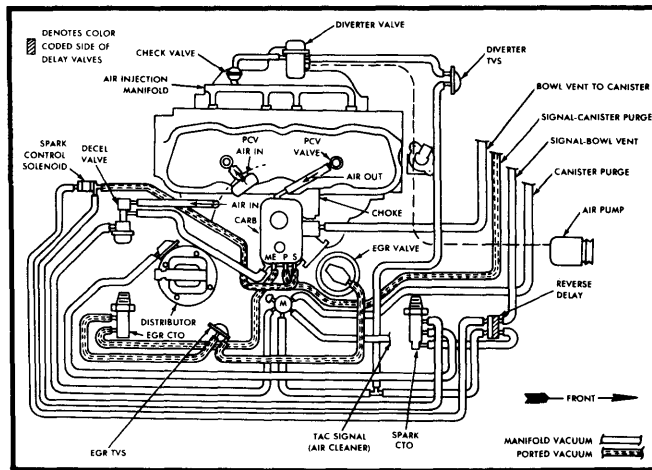 DENOTES COLOR
CODED SIDE OF
DELAY VALVES
DIVERTER VALVE
CHECK VALVE
DIVERTER
TVS
AIR INJECTION
MANIFOLD
BOWL VENT TO CANISTER
SIGNAL-CANISTER PURGE
SIGNAL-BOWL VENT
CANISTER PURGE
SPARK
CONTROL
SOLENOID
DECEL
VALVE
PCV
AIR IN
PCV
VALVE
AIR OUT
AIR IN
CARB
CHOKE
EGR VALVE
AIR PUMP
ME P S
M
REVERSE
DELAY
DISTRIBUTOR
EGR CTO
FRONT
EGR TVS
TAC SIGNAL
(AIR CLEANER)
SPARK
CTO
MANIFOLD VACUUM
PORTED VACUUM